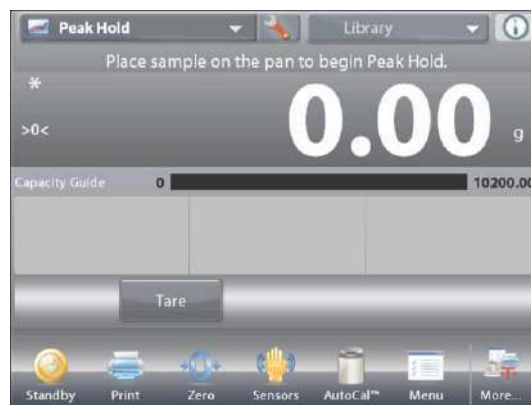 Peak Hold Library
Place sample on the pan to begin Peak Hold.
*
>0< 0.00 g
Capacity Guide 0 10200.00
Tare
Standby Print Zero Sensors AutoCal™ Menu More...